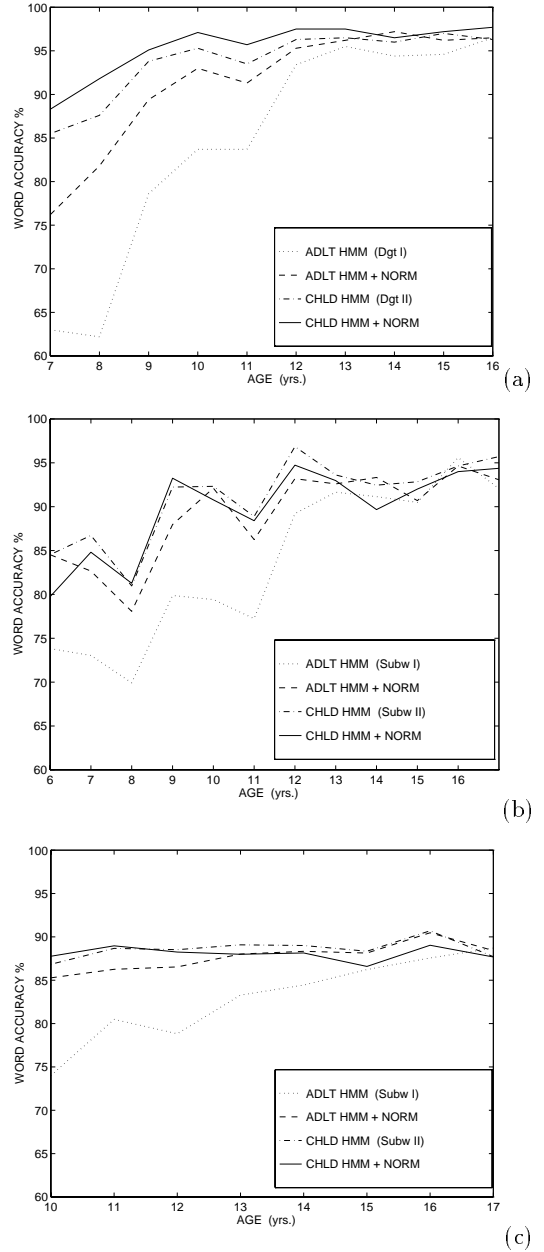 100
95
90
85
80
75
70
65
60
WORD ACCURACY %
ADLT HMM (Dgt I)
ADLT HMM + NORM
CHLD HMM (Dgt II)
CHLD HMM + NORM
7 8 9 10 11 12 13 14 15 16
AGE (yrs.)
(a)
100
95
90
85
80
75
70
65
60
WORD ACCURACY %
ADLT HMM (Subw I)
ADLT HMM + NORM
CHLD HMM (Subw II)
CHLD HMM + NORM
6 7 8 9 10 11 12 13 14 15 16
AGE (yrs.)
(b)
100
95
90
85
80
75
70
65
60
WORD ACCURACY %
ADLT HMM (Subw I)
ADLT HMM + NORM
CHLD HMM (Subw II)
CHLD HMM + NORM
10 11 12 13 14 15 16 17
AGE (yrs.)
(c)